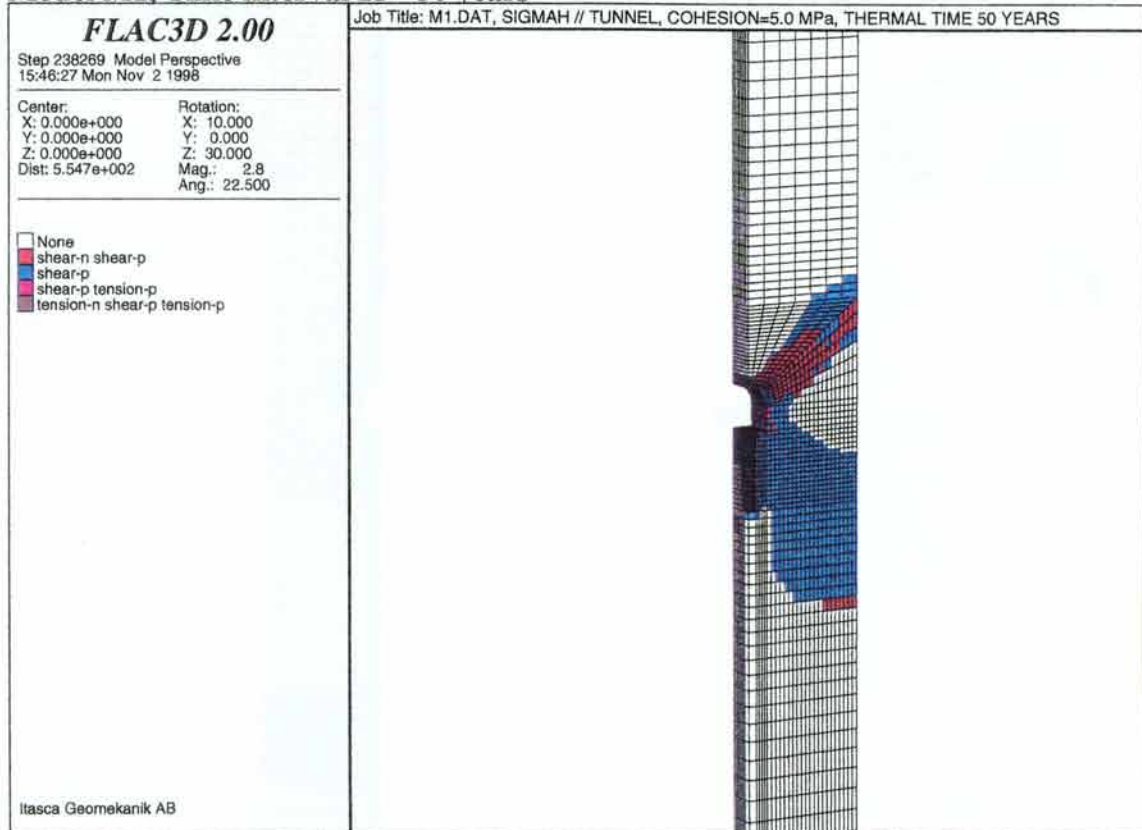 FLAC3D 2.00
Step 238269 Model Perspective
15:46:27 Mon Nov 2 1998
Center:
X: 0.000e+000
Y: 0.000e+000
Z: 0.000e+000
Dist: 5.547e+002
Rotation:
X: 10.000
Y: 0.000
Z: 30.000
Mag.: 2.8
Ang.: 22.500
None
shear-n shear-p
shear-p
shear-p tension-p
tension-n shear-p tension-p
Itasca Geomekanik AB
Job Title: M1.DAT, SIGMAH // TUNNEL, COHESION=5.0 MPa, THERMAL TIME 50 YEARS